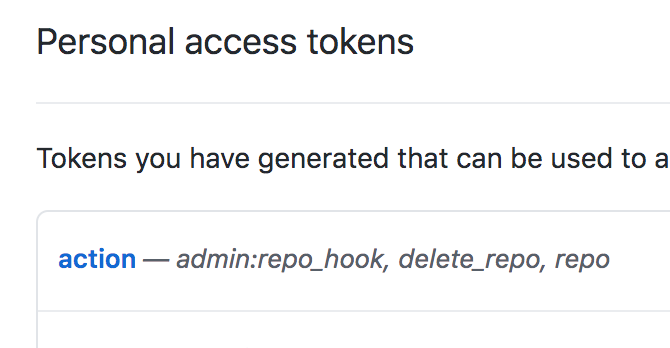 Personal access tokens
Tokens you have generated that can be used to
action — admin:repo_hook, delete_repo, repo